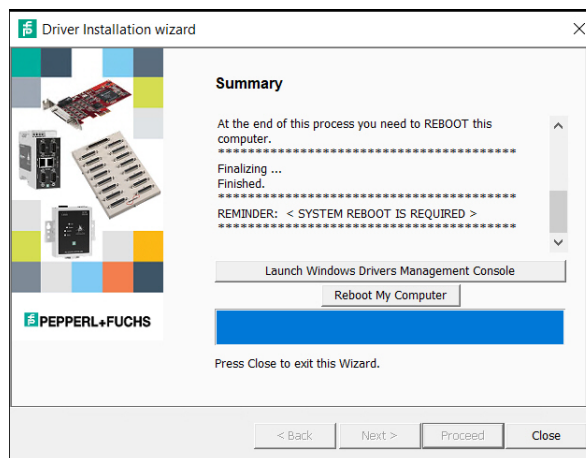 Driver Installation wizard
Summary
At the end of this process you need to REBOOT this
computer.
****************************************
Finalizing ...
Finished.
****************************************
REMINDER: < SYSTEM REBOOT IS REQUIRED >
****************************************
Launch Windows Drivers Management Console
Reboot My Computer
PEPPERL+FUCHS
Press Close to exit this Wizard.
< Back
Next >
Proceed
Close